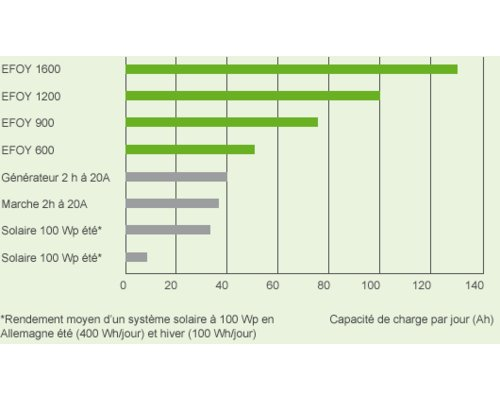 EFOY 1600
EFOY 1200
EFOY 900
EFOY 600
Générateur 2 h à 20A
Marche 2h à 20A
Solaire 100 Wp été*
Solaire 100 Wp été*
0 20 40 60 80 100 120 140
*Rendement moyen d'un système solaire à 100 Wp en
Allemagne été (400 Wh/jour) et hiver (100 Wh/jour)
Capacité de charge par jour (Ah)